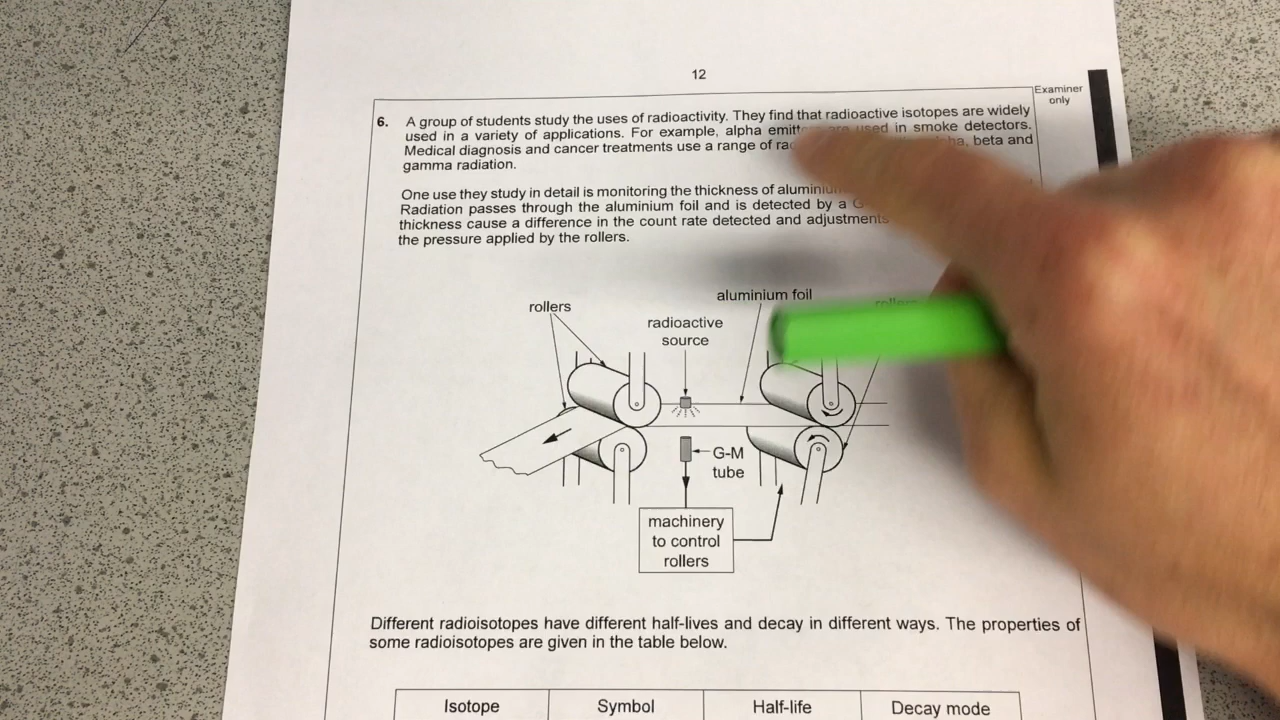 12
Examiner
only
6. A group of students study the uses of radioactivity. They find that radioactive isotopes are widely
used in a variety of applications. For example, alpha are used in smoke detectors.
Medical diagnosis and cancer treatments use a range of beta and
gamma radiation.
One use they study in detail is monitoring the thickness of
Radiation passes through the aluminium foil and is detected by a
thickness cause a difference in the count rate detected and adjustments
the pressure applied by the rollers.
aluminium foil
rollers
rollers
radioactive
source
G-M
tube
machinery
to control
rollers
Different radioisotopes have different half-lives and decay in different ways. The properties of
some radioisotopes are given in the table below.
Isotope Symbol Half-life Decay mode